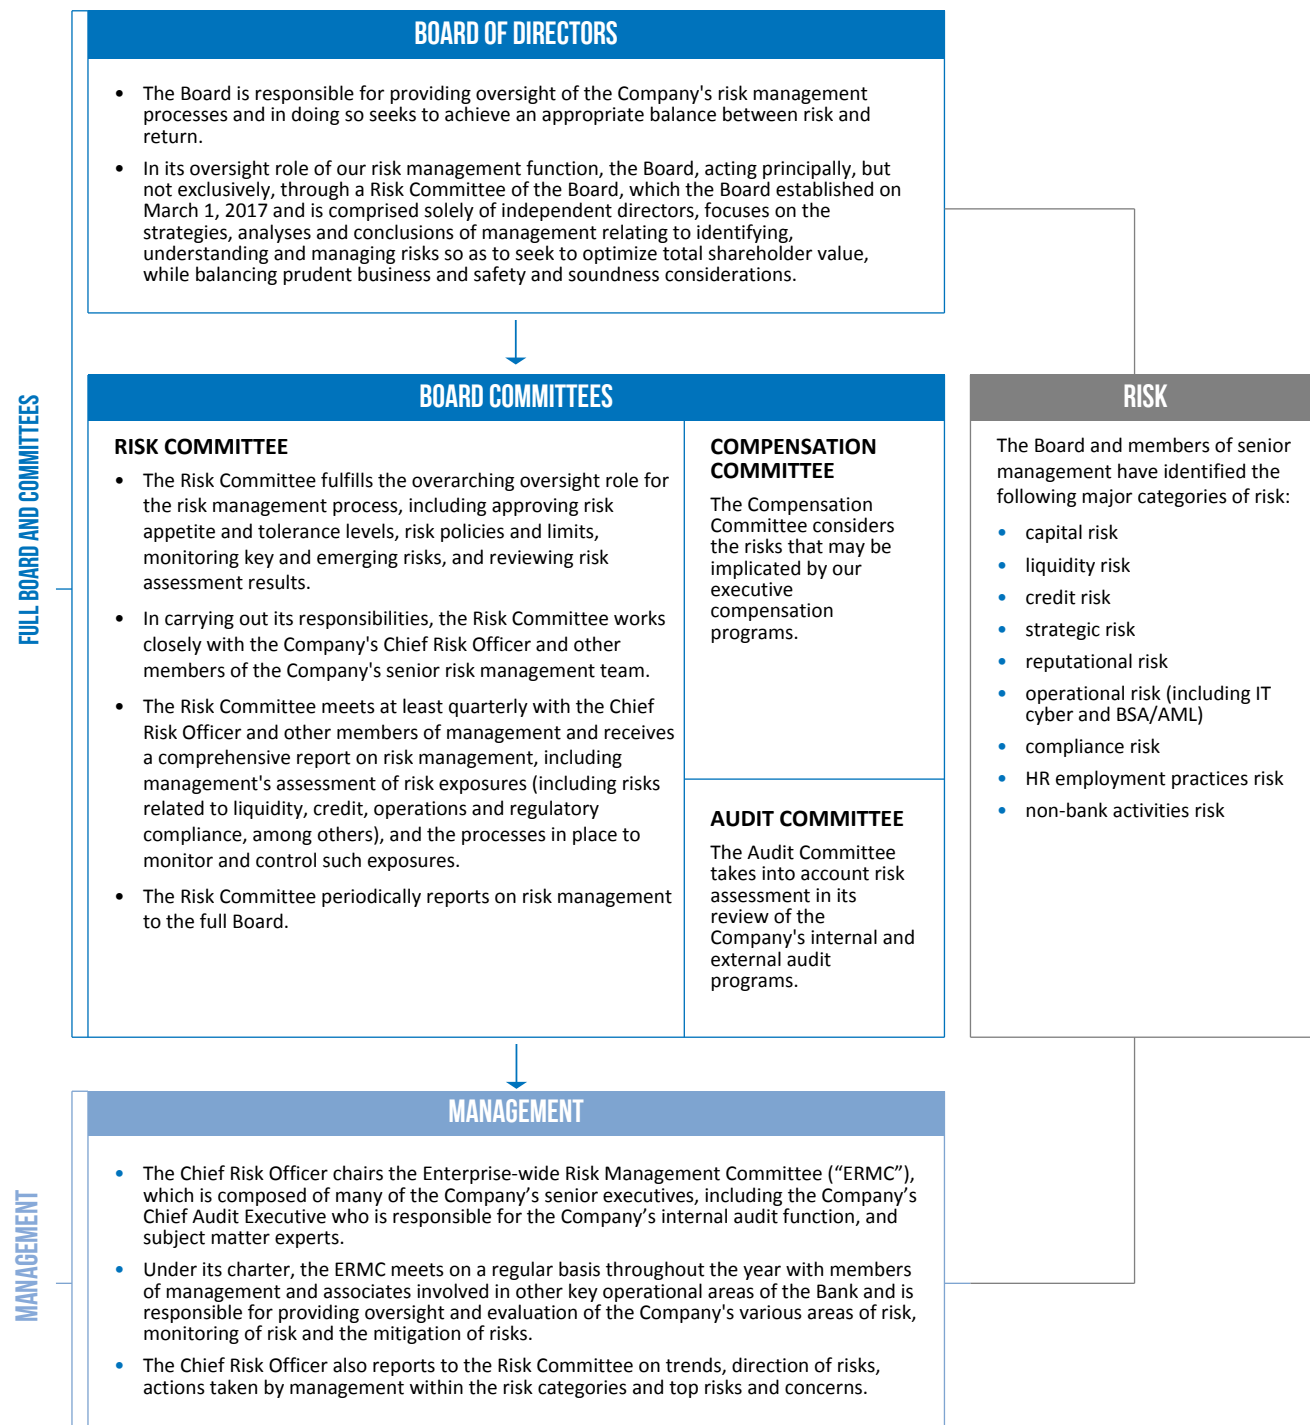 BOARD OF DIRECTORS
• The Board is responsible for providing oversight of the Company's risk management
processes and in doing so seeks to achieve an appropriate balance between risk and
return.
• In its oversight role of our risk management function, the Board, acting principally, but
not exclusively, through a Risk Committee of the Board, which the Board established on
March 1, 2017 and is comprised solely of independent directors, focuses on the
strategies, analyses and conclusions of management relating to identifying,
understanding and managing risks so as to seek to optimize total shareholder value,
while balancing prudent business and safety and soundness considerations.
FULL BOARD AND COMMITTEES
BOARD COMMITTEES
RISK COMMITTEE
• The Risk Committee fulfills the overarching oversight role for
the risk management process, including approving risk
appetite and tolerance levels, risk policies and limits,
monitoring key and emerging risks, and reviewing risk
assessment results.
• In carrying out its responsibilities, the Risk Committee works
closely with the Company's Chief Risk Officer and other
members of the Company's senior risk management team.
• The Risk Committee meets at least quarterly with the Chief
Risk Officer and other members of management and receives
a comprehensive report on risk management, including
management's assessment of risk exposures (including risks
related to liquidity, credit, operations and regulatory
compliance, among others), and the processes in place to
monitor and control such exposures.
• The Risk Committee periodically reports on risk management
to the full Board.
COMPENSATION
COMMITTEE
The Compensation
Committee considers
the risks that may be
implicated by our
executive
compensation
programs.
AUDIT COMMITTEE
The Audit Committee
takes into account risk
assessment in its
review of the
Company's internal and
external audit
programs.
RISK
The Board and members of senior
management have identified the
following major categories of risk:
• capital risk
• liquidity risk
• credit risk
• strategic risk
• reputational risk
• operational risk (including IT
cyber and BSA/AML)
• compliance risk
• HR employment practices risk
• non-bank activities risk
MANAGEMENT
MANAGEMENT
• The Chief Risk Officer chairs the Enterprise-wide Risk Management Committee (“ERMC”),
which is composed of many of the Company’s senior executives, including the Company’s
Chief Audit Executive who is responsible for the Company’s internal audit function, and
subject matter experts.
• Under its charter, the ERMC meets on a regular basis throughout the year with members
of management and associates involved in other key operational areas of the Bank and is
responsible for providing oversight and evaluation of the Company's various areas of risk,
monitoring of risk and the mitigation of risks.
• The Chief Risk Officer also reports to the Risk Committee on trends, direction of risks,
actions taken by management within the risk categories and top risks and concerns.